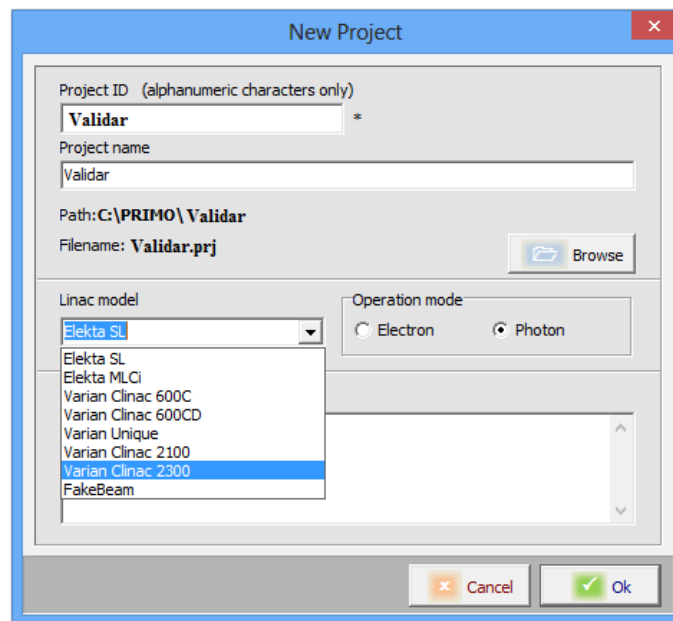 New Project
Project ID (alphanumeric characters only)
Validar *
Project name
Validar
Path:C:\PRIMO\ Validar
Filename: Validar.prj
Browse
Linac model
Operation mode
Elekta SL
Electron Photon
Elekta SL
Elekta MLCi
Varian Clinac 600C
Varian Clinac 600CD
Varian Unique
Varian Clinac 2100
Varian Clinac 2300
FakeBeam
Cancel
Ok